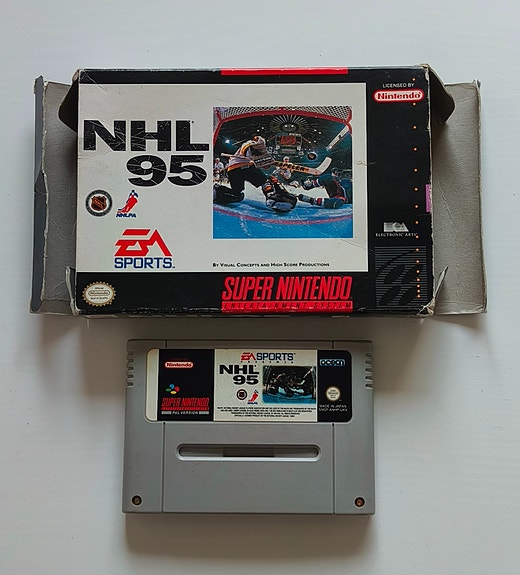 LICENSED BY
Nintendo
NHL
95
NHLPA
EA
SPORTS
ELECTRONIC ARTS
BY VISUAL CONCEPTS AND HIGH SCORE PRODUCTIONS
SUPER NINTENDO
ENTERTAINMENT SYSTEM
Nintendo
EA SPORTS
ocean
NHL
95
SUPER NINTENDO
PAL VERSION
MADE IN JAPAN